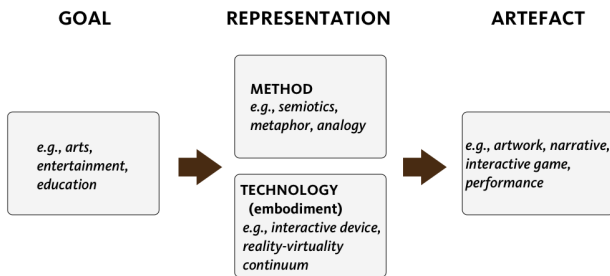 GOAL
REPRESENTATION
ARTEFACT
e.g., arts,
entertainment,
education
METHOD
e.g., semiotics,
metaphor, analogy
TECHNOLOGY
(embodiment)
e.g., interactive device,
reality-virtuality
continuum
e.g., artwork, narrative,
interactive game,
performance